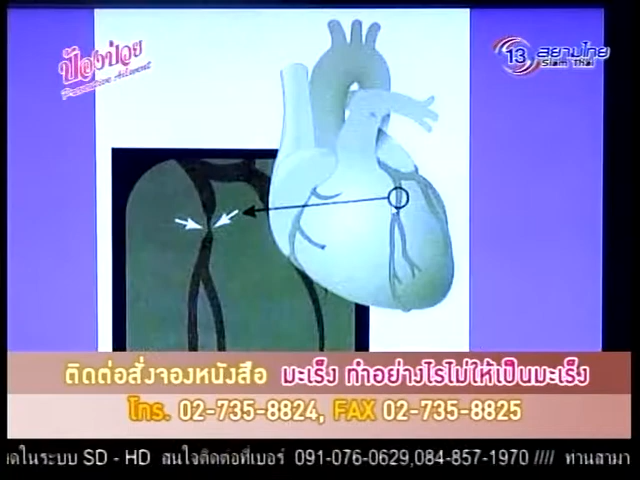 ป้องป่วย
Preventive Ailment
13 สยามไทย
Siam Thai
ติดต่อสั่งจองหนังสือ มะเร็ง ทำอย่างไรไม่ให้เป็นมะเร็ง
โทร. 02-735-8824, FAX 02-735-8825
ในระบบ SD - HD สนใจติดต่อที่เบอร์ 091-076-0629,084-857-1970 //// ท่านสามา